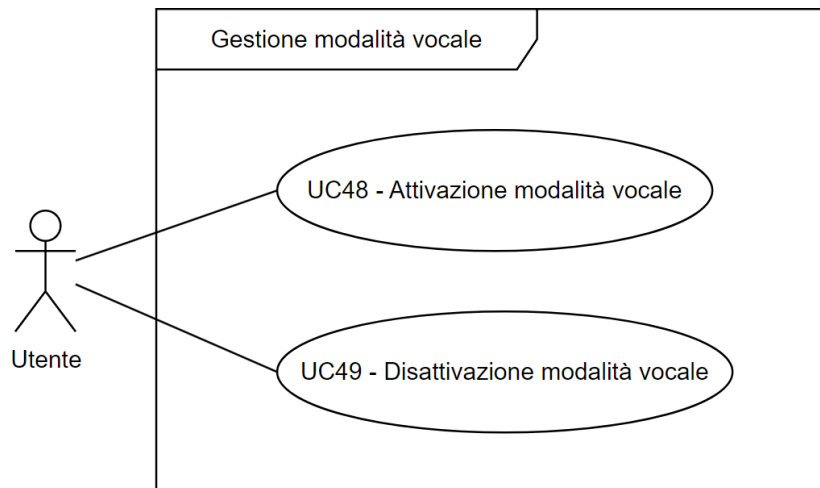 Gestione modalità vocale
UC48 - Attivazione modalità vocale
Utente
UC49 - Disattivazione modalità vocale